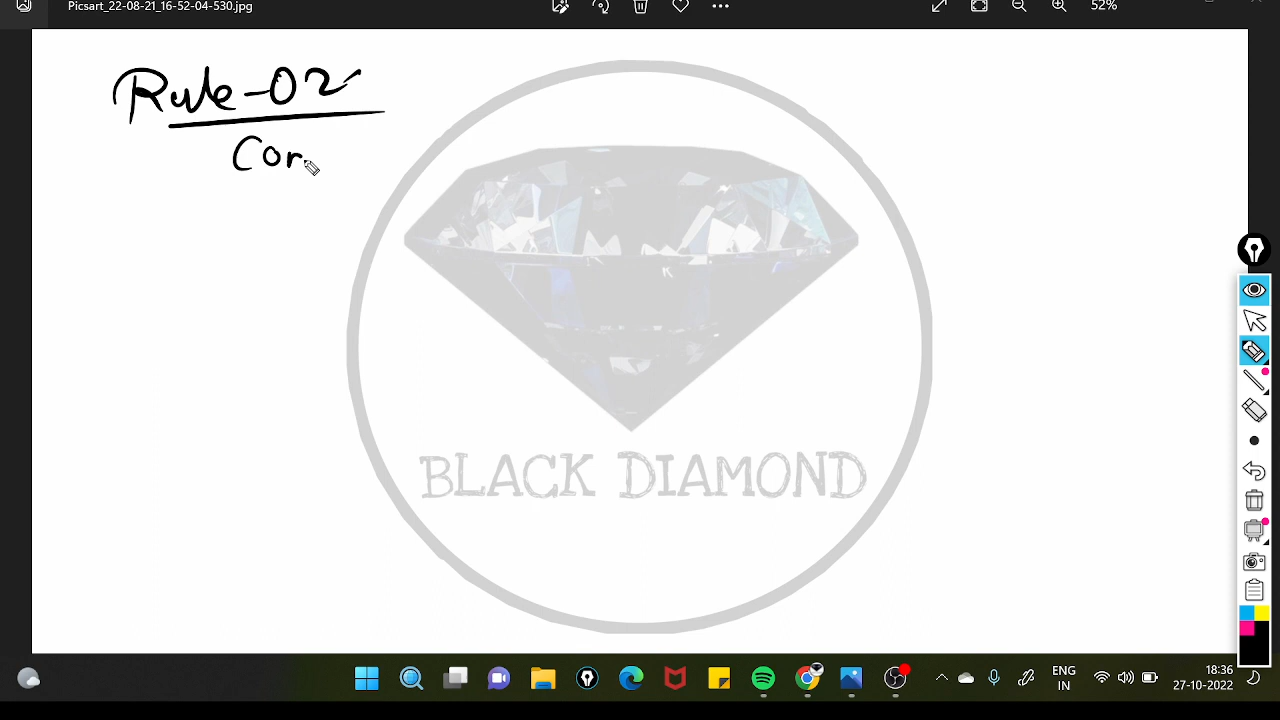 Picsart_22-08-21_16-52-04-530.jpg
52%
Rule-02
Cor
BLACK DIAMOND
ENG
IN
18:36
27-10-2022